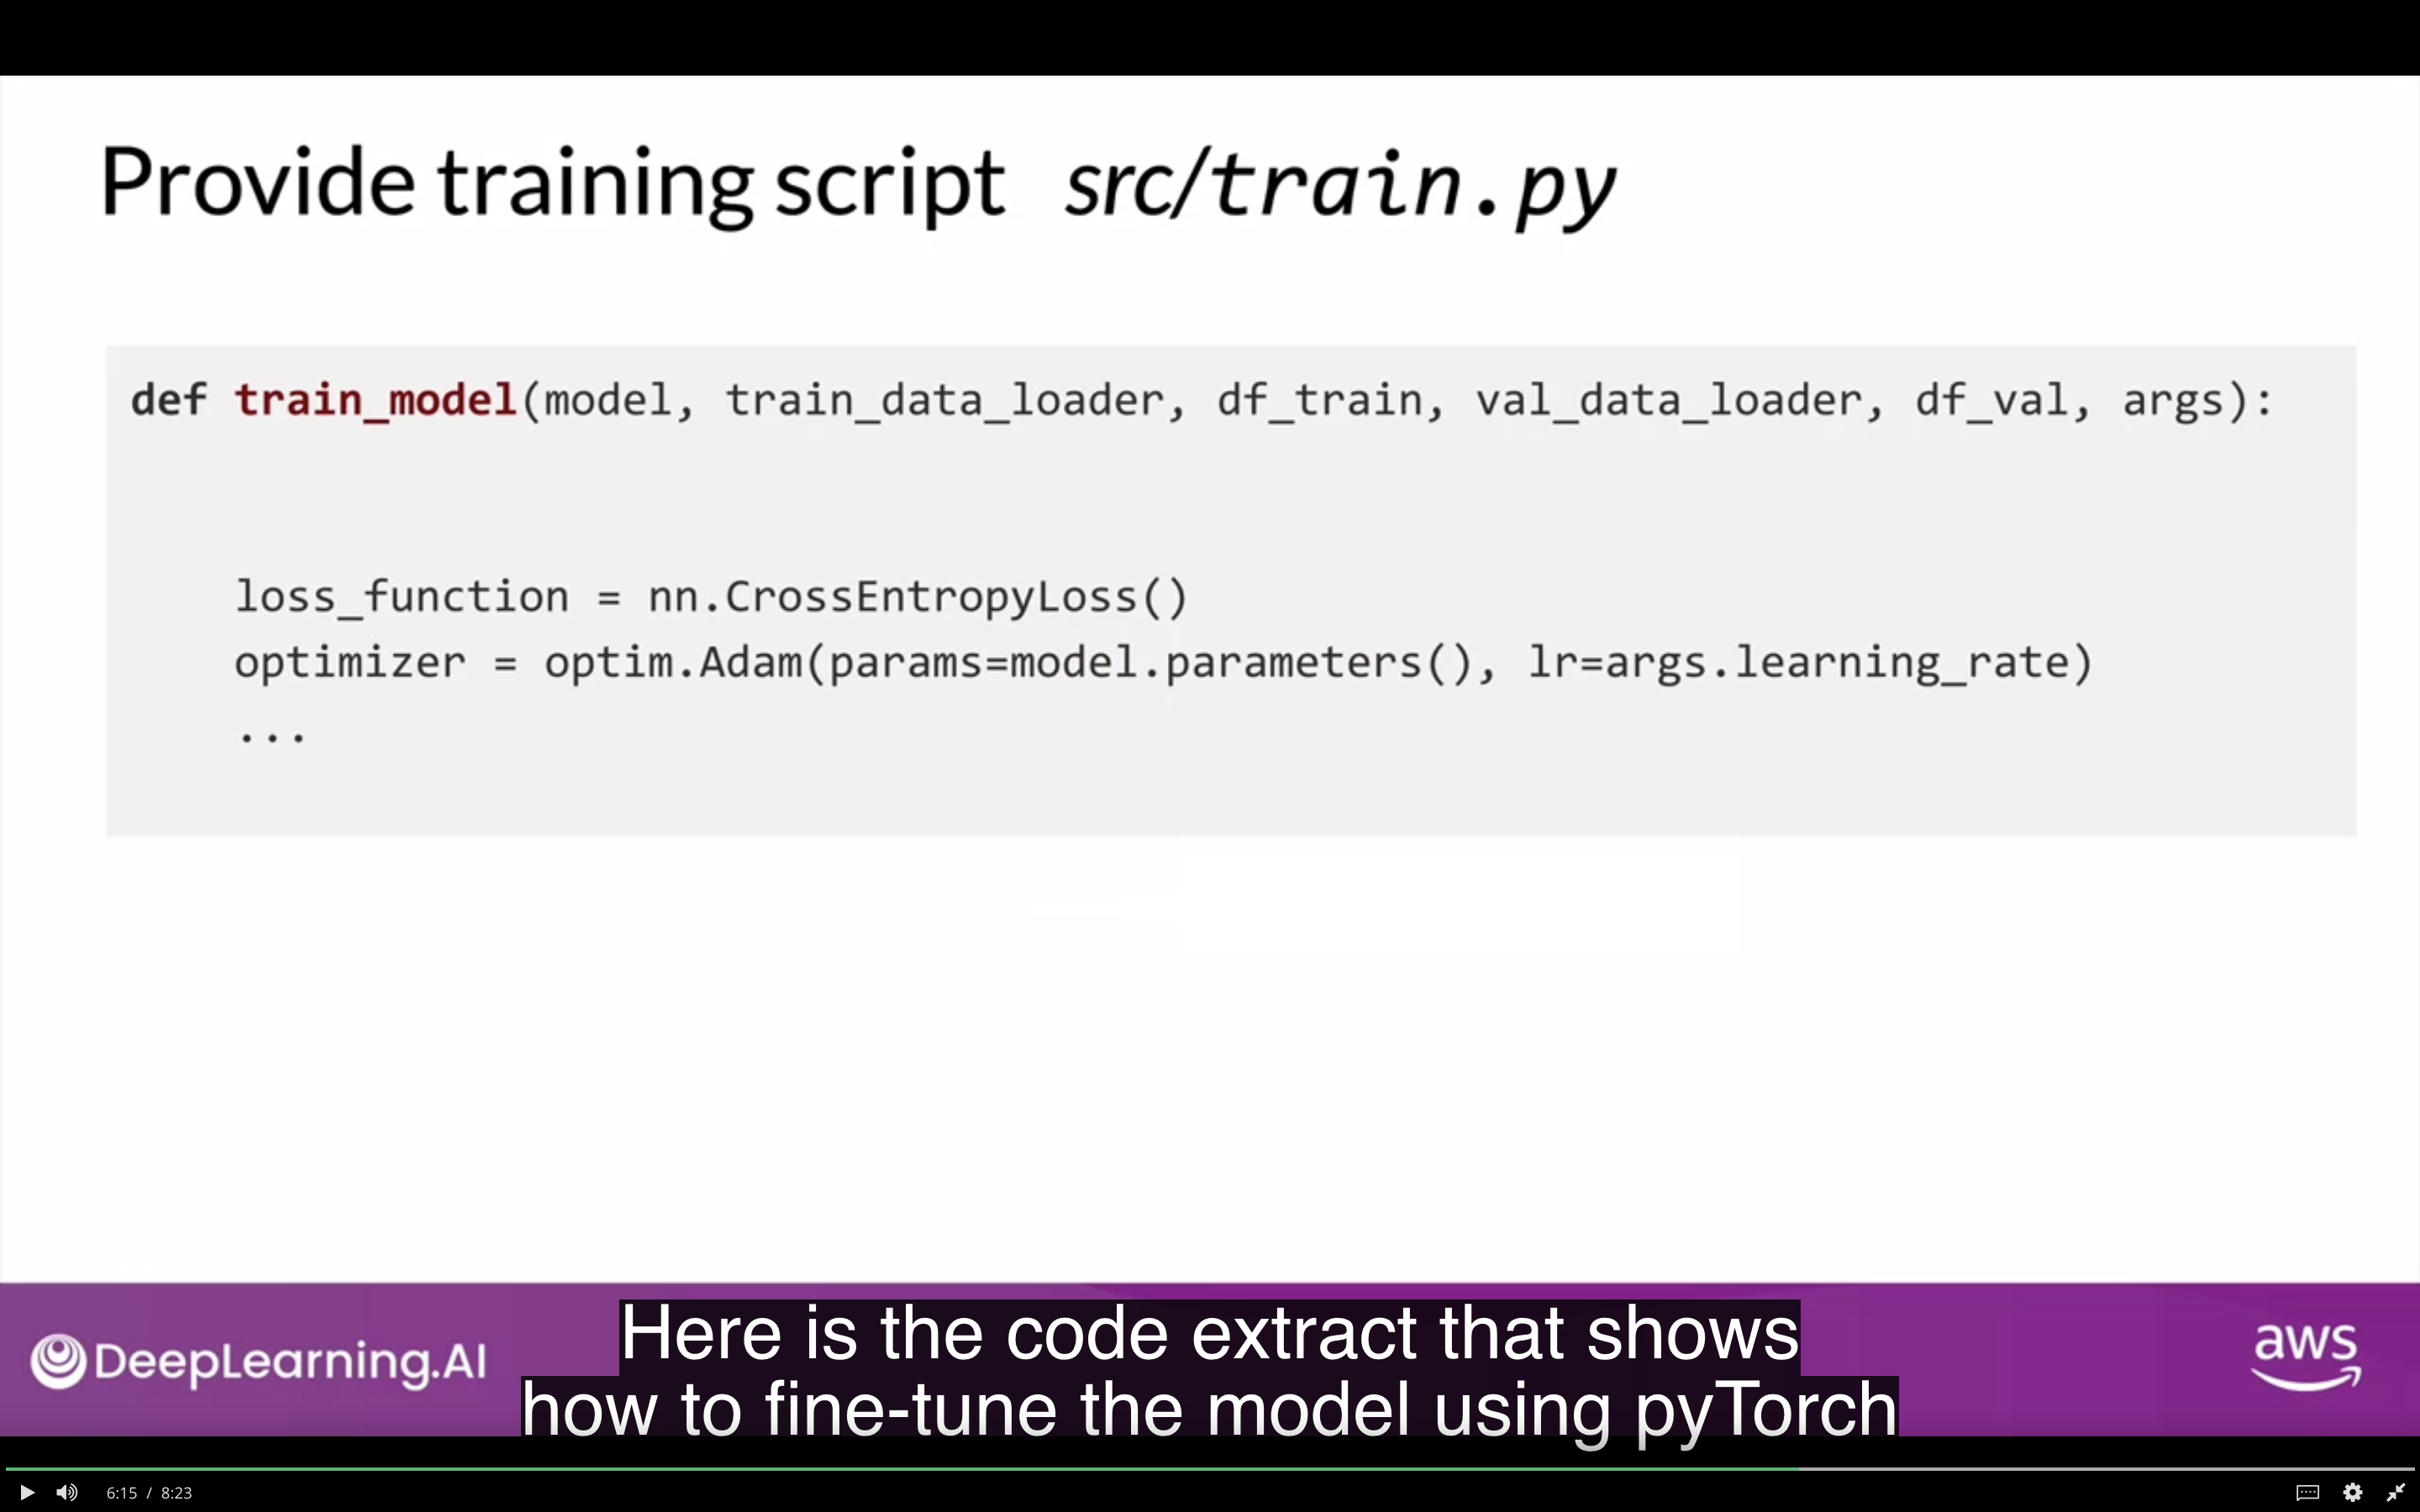 Provide training script src/train.py
def train_model(model, train_data_loader, df_train, val_data_loader, df_val, args):
loss_function = nn.CrossEntropyLoss()
optimizer = optim.Adam(params=model.parameters(), lr=args.learning_rate)
...
DeepLearning.AI
Here is the code extract that shows
how to fine-tune the model using pyTorch
aws
6:15 / 8:23